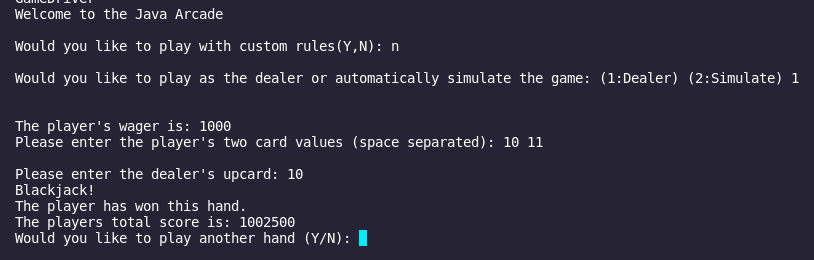 GameDriver
Welcome to the Java Arcade
Would you like to play with custom rules(Y,N): n
Would you like to play as the dealer or automatically simulate the game: (1:Dealer) (2:Simulate) 1
The player's wager is: 1000
Please enter the player's two card values (space separated): 10 11
Please enter the dealer's upcard: 10
Blackjack!
The player has won this hand.
The players total score is: 1002500
Would you like to play another hand (Y/N):